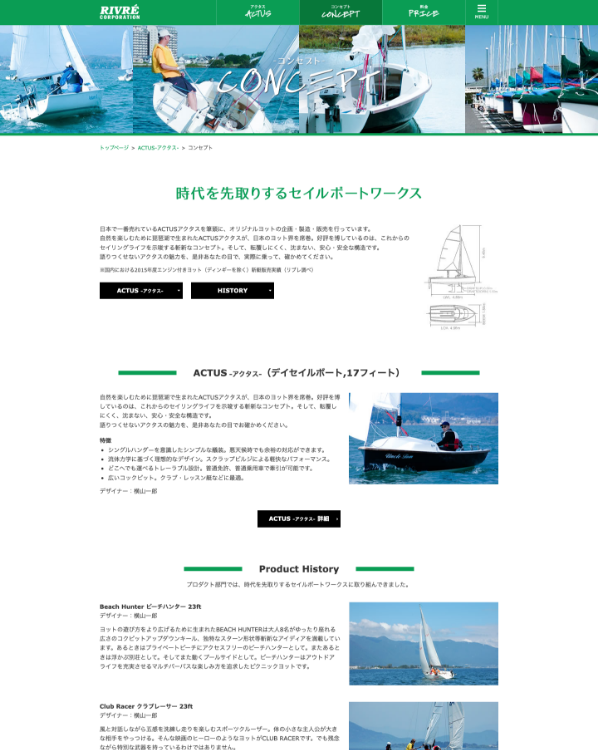 RIVRÉ
CORPORATION
アクタス
ACTUS
コンセプト
CONCEPT
料金
PRICE
MENU
コンセプト
CONCEPT
トップページ > ACTUS-アクタス- > コンセプト
時代を先取りするセイルボートワークス
日本で一番売れているACTUSアクタスを筆頭に、オリジナルヨットの企画・製造・販売を行っています。
自然を楽しむために琵琶湖で生まれたACTUSアクタスが、日本のヨット界を席巻。好評を博しているのは、これからの
セイリングライフを示唆する斬新なコンセプト。そして、転覆しにくく、沈まない、安心・安全な構造です。
語りつくせないアクタスの魅力を、是非あなたの目で、実際に乗って、確かめてください。
※国内における2015年度エンジン付きヨット（ディンギーを除く）新艇販売実績（リブレ調べ）
ACTUS -アクタス-
HISTORY
ACTUS -アクタス-（デイセイルボート,17フィート）
自然を楽しむために琵琶湖で生まれたACTUSアクタスが、日本のヨット界を席巻。好評を博
しているのは、これからのセイリングライフを示唆する斬新なコンセプト。そして、転覆し
にくく、沈まない、安心・安全な構造です。
語りつくせないアクタスの魅力を、是非あなたの目でお確かめください。
特徴
シングルハンダーを意識したシンプルな艤装。悪天候時でも余裕の対応ができます。
流体力学に基づく理想的なデザイン。スクラップビルジによる軽快なパフォーマンス。
どこへでも運べるトレーラブル設計。普通免許、普通乗用車で牽引が可能です。
広いコックピット。クラブ・レッスン艇などに最適。
デザイナー：横山一郎
ACTUS -アクタス- 詳細
Product History
プロダクト部門では、時代を先取りするセイルボートワークスに取り組んできました。
Beach Hunter ビーチハンター 23ft
デザイナー：横山一郎
ヨットの遊び方をより広げるために生まれたBEACH HUNTERは大人8名がゆったり座れる
広さのコクピットアップダウンキール、独特なスターン形状等斬新なアイディアを満載してい
ます。あるときはプライベートビーチにアクセスフリーのビーチハンターとして。またあると
きは浮かぶ別荘として。そしてまた動くプールサイドとして。ビーチハンターはアウトドア
ライフを充実させるマルチパーパスな楽しみ方を追求したピクニックヨットです。
Club Racer クラブレーサー 23ft
デザイナー：横山一郎
風と対話しながら五感を洗練し走りを楽しむスポーツクルーザー。体の小さな主人公が大き
な相手をやっつける。そんな映画のヒーローのようなヨットがCLUB RACERです。でも残念
ながら特別な武器を持っているわけではありません。